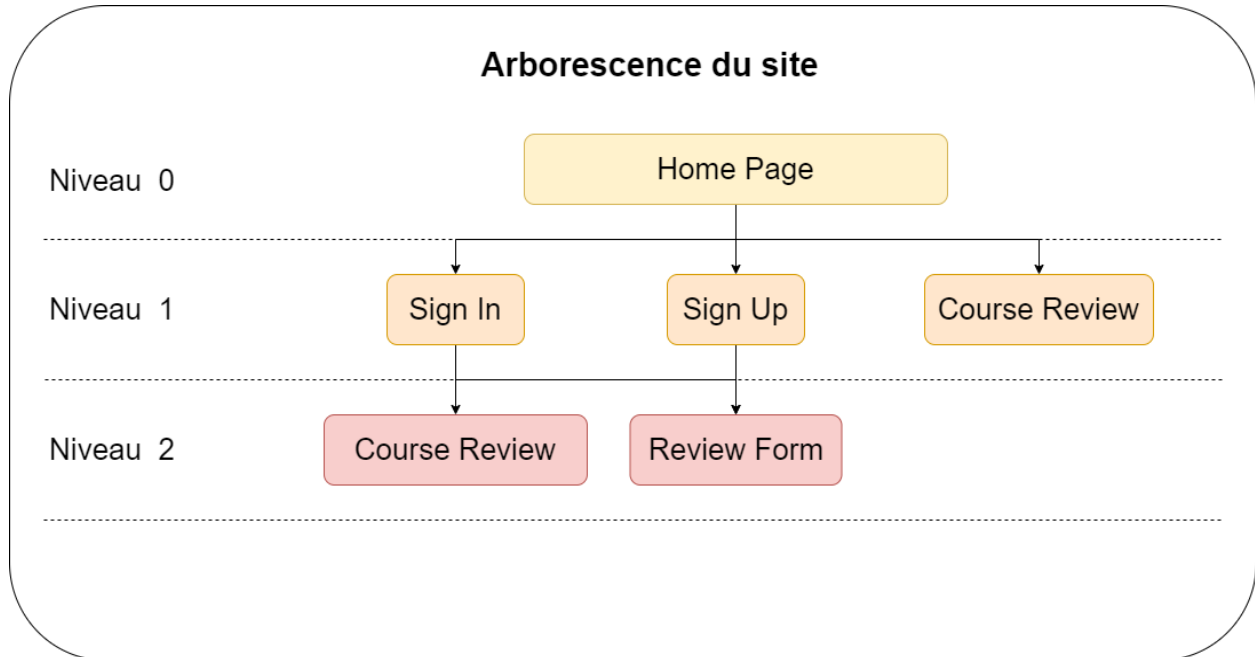 Arborescence du site
Niveau 0
Home Page
Niveau 1
Sign In
Sign Up
Course Review
Niveau 2
Course Review
Review Form